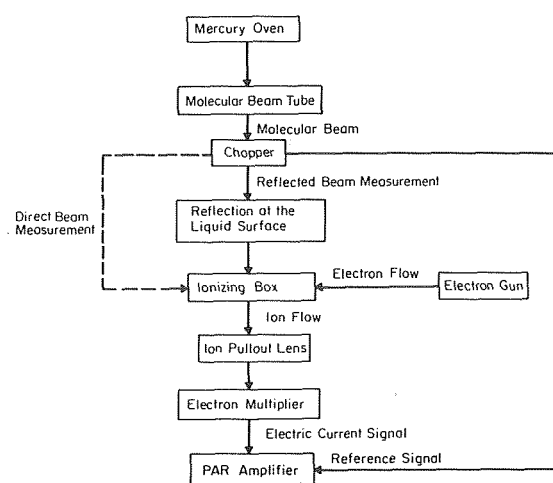 Mercury Oven
Molecular Beam Tube
Molecular Beam
Chopper
Reflected Beam Measurement
Direct Beam
Measurement
Reflection at the
Liquid Surface
Electron Flow
Ionizing Box
Electron Gun
Ion Flow
Ion Pullout Lens
Electron Multiplier
Electric Current Signal
Reference Signal
PAR Amplifier